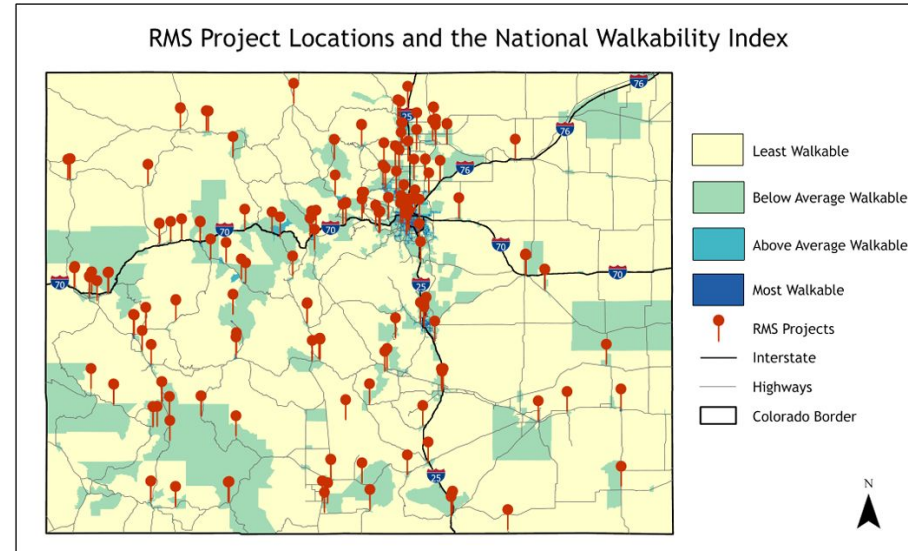 RMS Project Locations and the National Walkability Index
76
25
76
76
70
70
70
70
70
25
25
Least Walkable
Below Average Walkable
Above Average Walkable
Most Walkable
RMS Projects
Interstate
Highways
Colorado Border
N